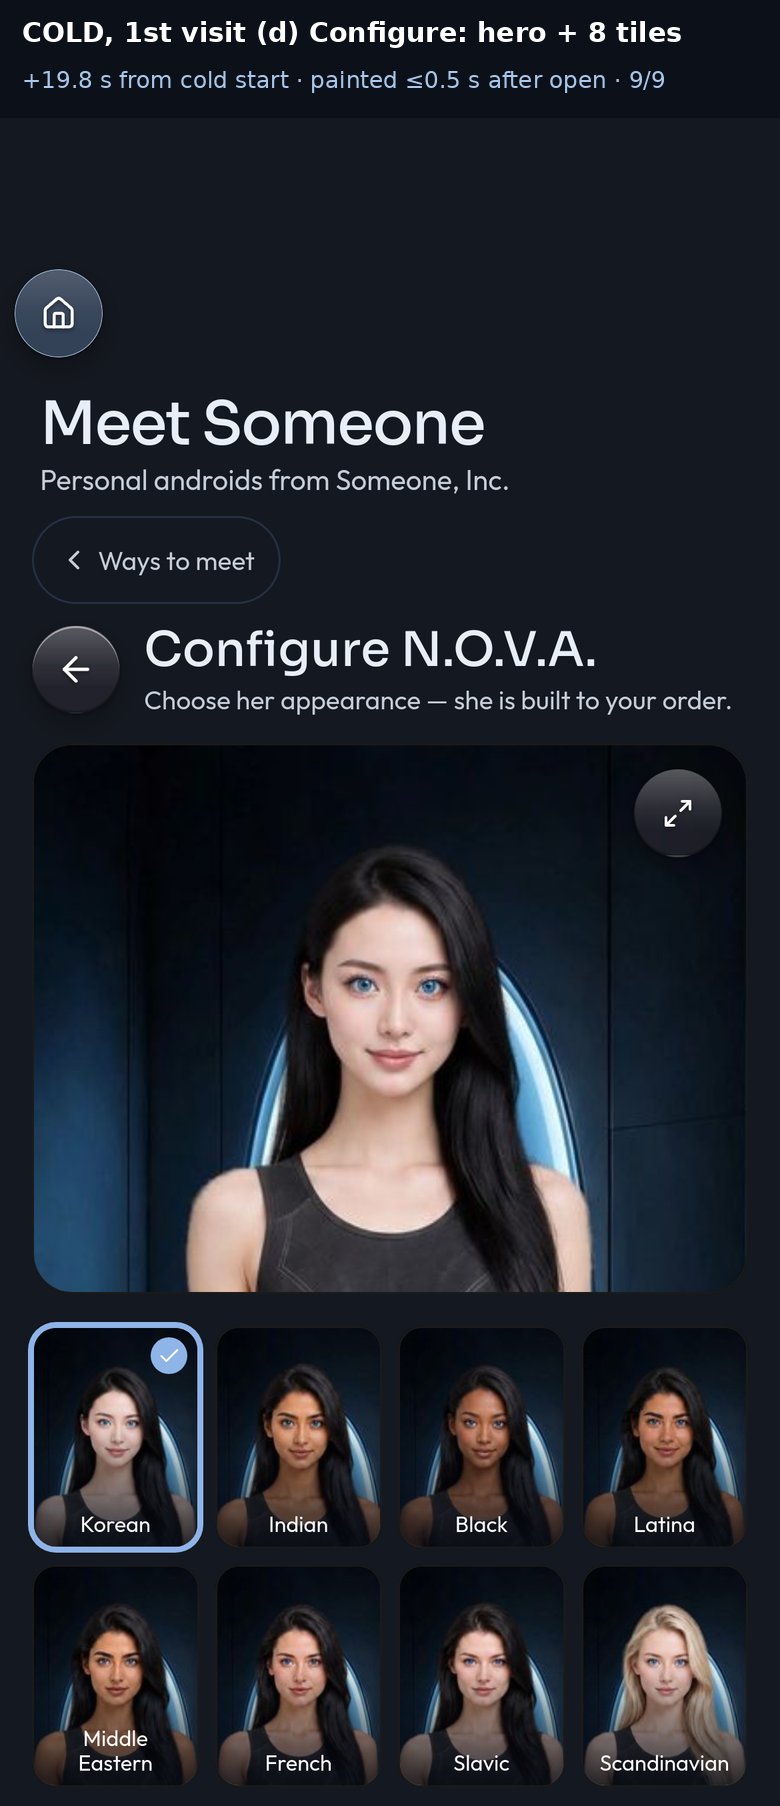 COLD, 1st visit (d) Configure: hero + 8 tiles
+19.8 s from cold start · painted ≤0.5 s after open · 9/9
Meet Someone
Personal androids from Someone, Inc.
Ways to meet
Configure N.O.V.A.
Choose her appearance — she is built to your order.
Korean
Indian
Black
Latina
Middle
Eastern
French
Slavic
Scandinavian